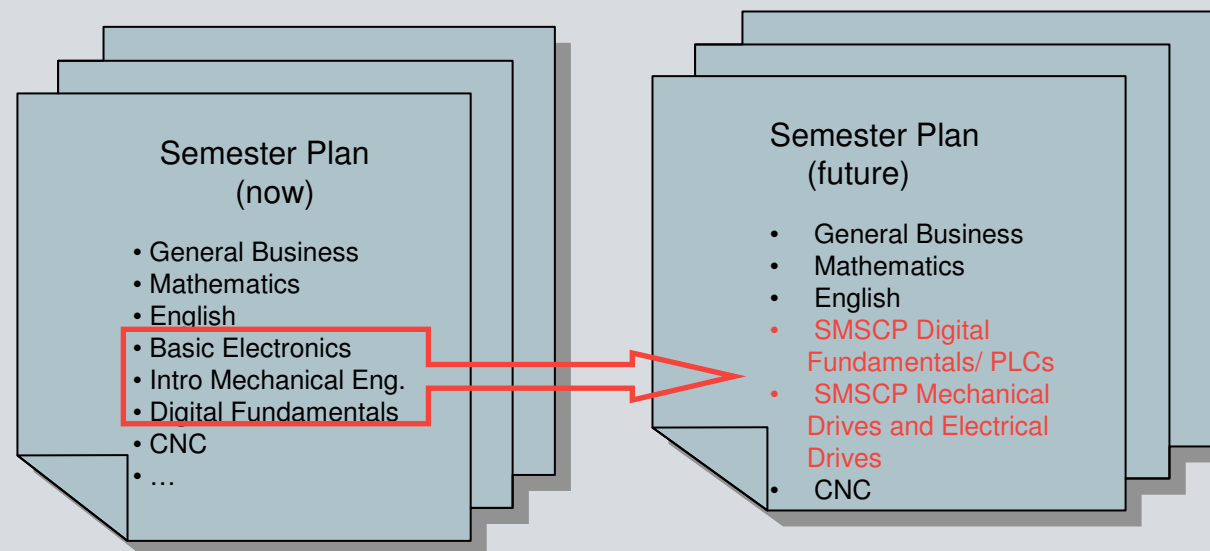 Semester Plan
(now)
• General Business
• Mathematics
• English
• Basic Electronics
• Intro Mechanical Eng.
• Digital Fundamentals
• CNC
• …
Semester Plan
(future)
• General Business
• Mathematics
• English
• SMSCP Digital
Fundamentals/ PLCs
• SMSCP Mechanical
Drives and Electrical
Drives
• CNC